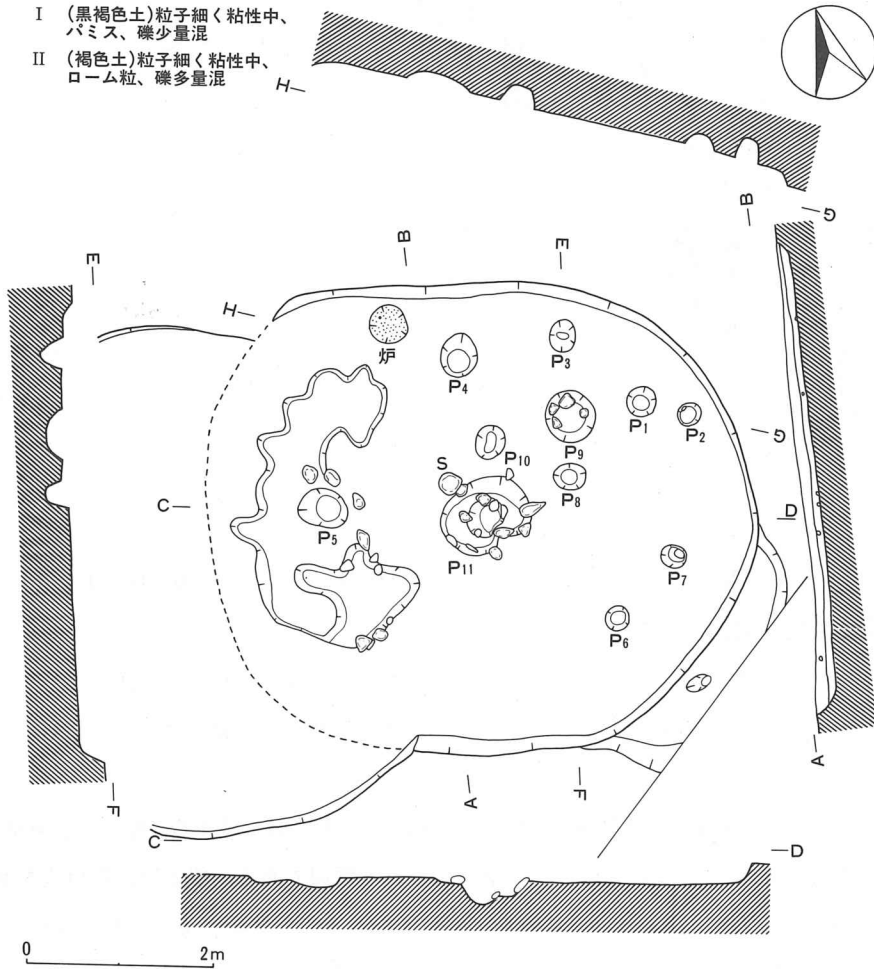 I (黒褐色土)粒子細く粘性中、
パミス、礫少量混
II (褐色土)粒子細く粘性中、
ローム粒、礫多量混
H
B
G
E
B
E
H
炉
P4
P3
P1
P2
G
P9
P10
S
P8
C
P5
D
P11
P7
P6
A
F
A
F
C
D
0 2m